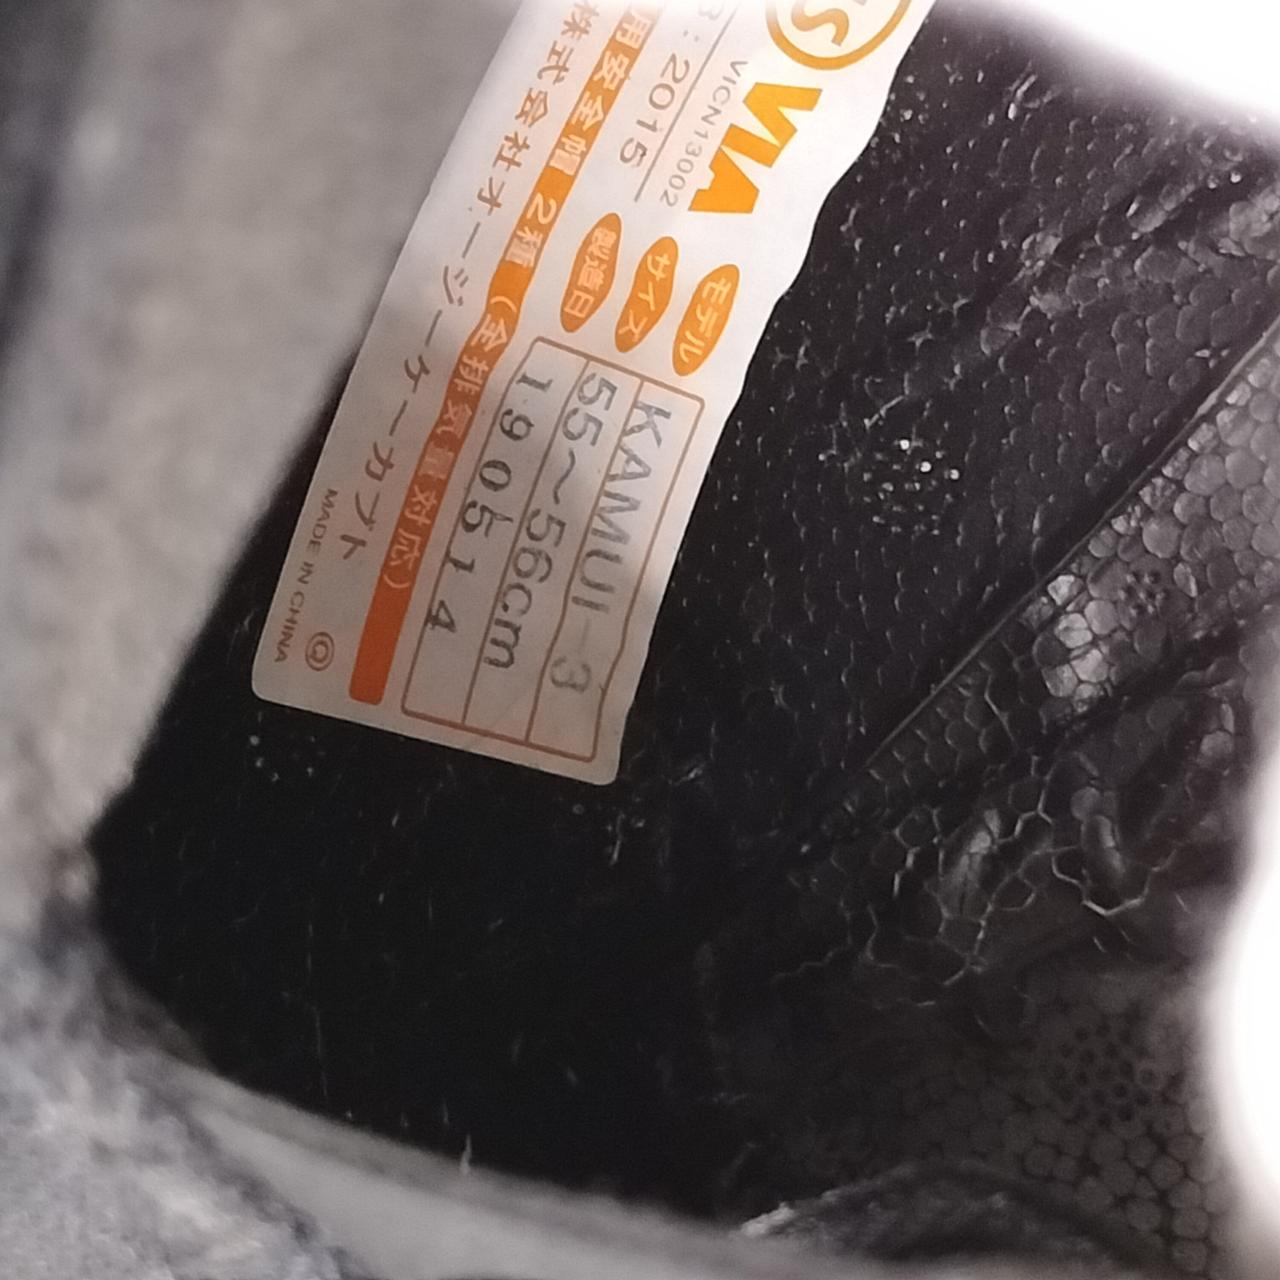 S
VIA
VICN13002
: 2015
モデル KAMUI-3
サイズ 55～56cm
製造日 190514
用安全帽 2種 (全排気量対応)
株式会社オージーケーカブト
MADE IN CHINA